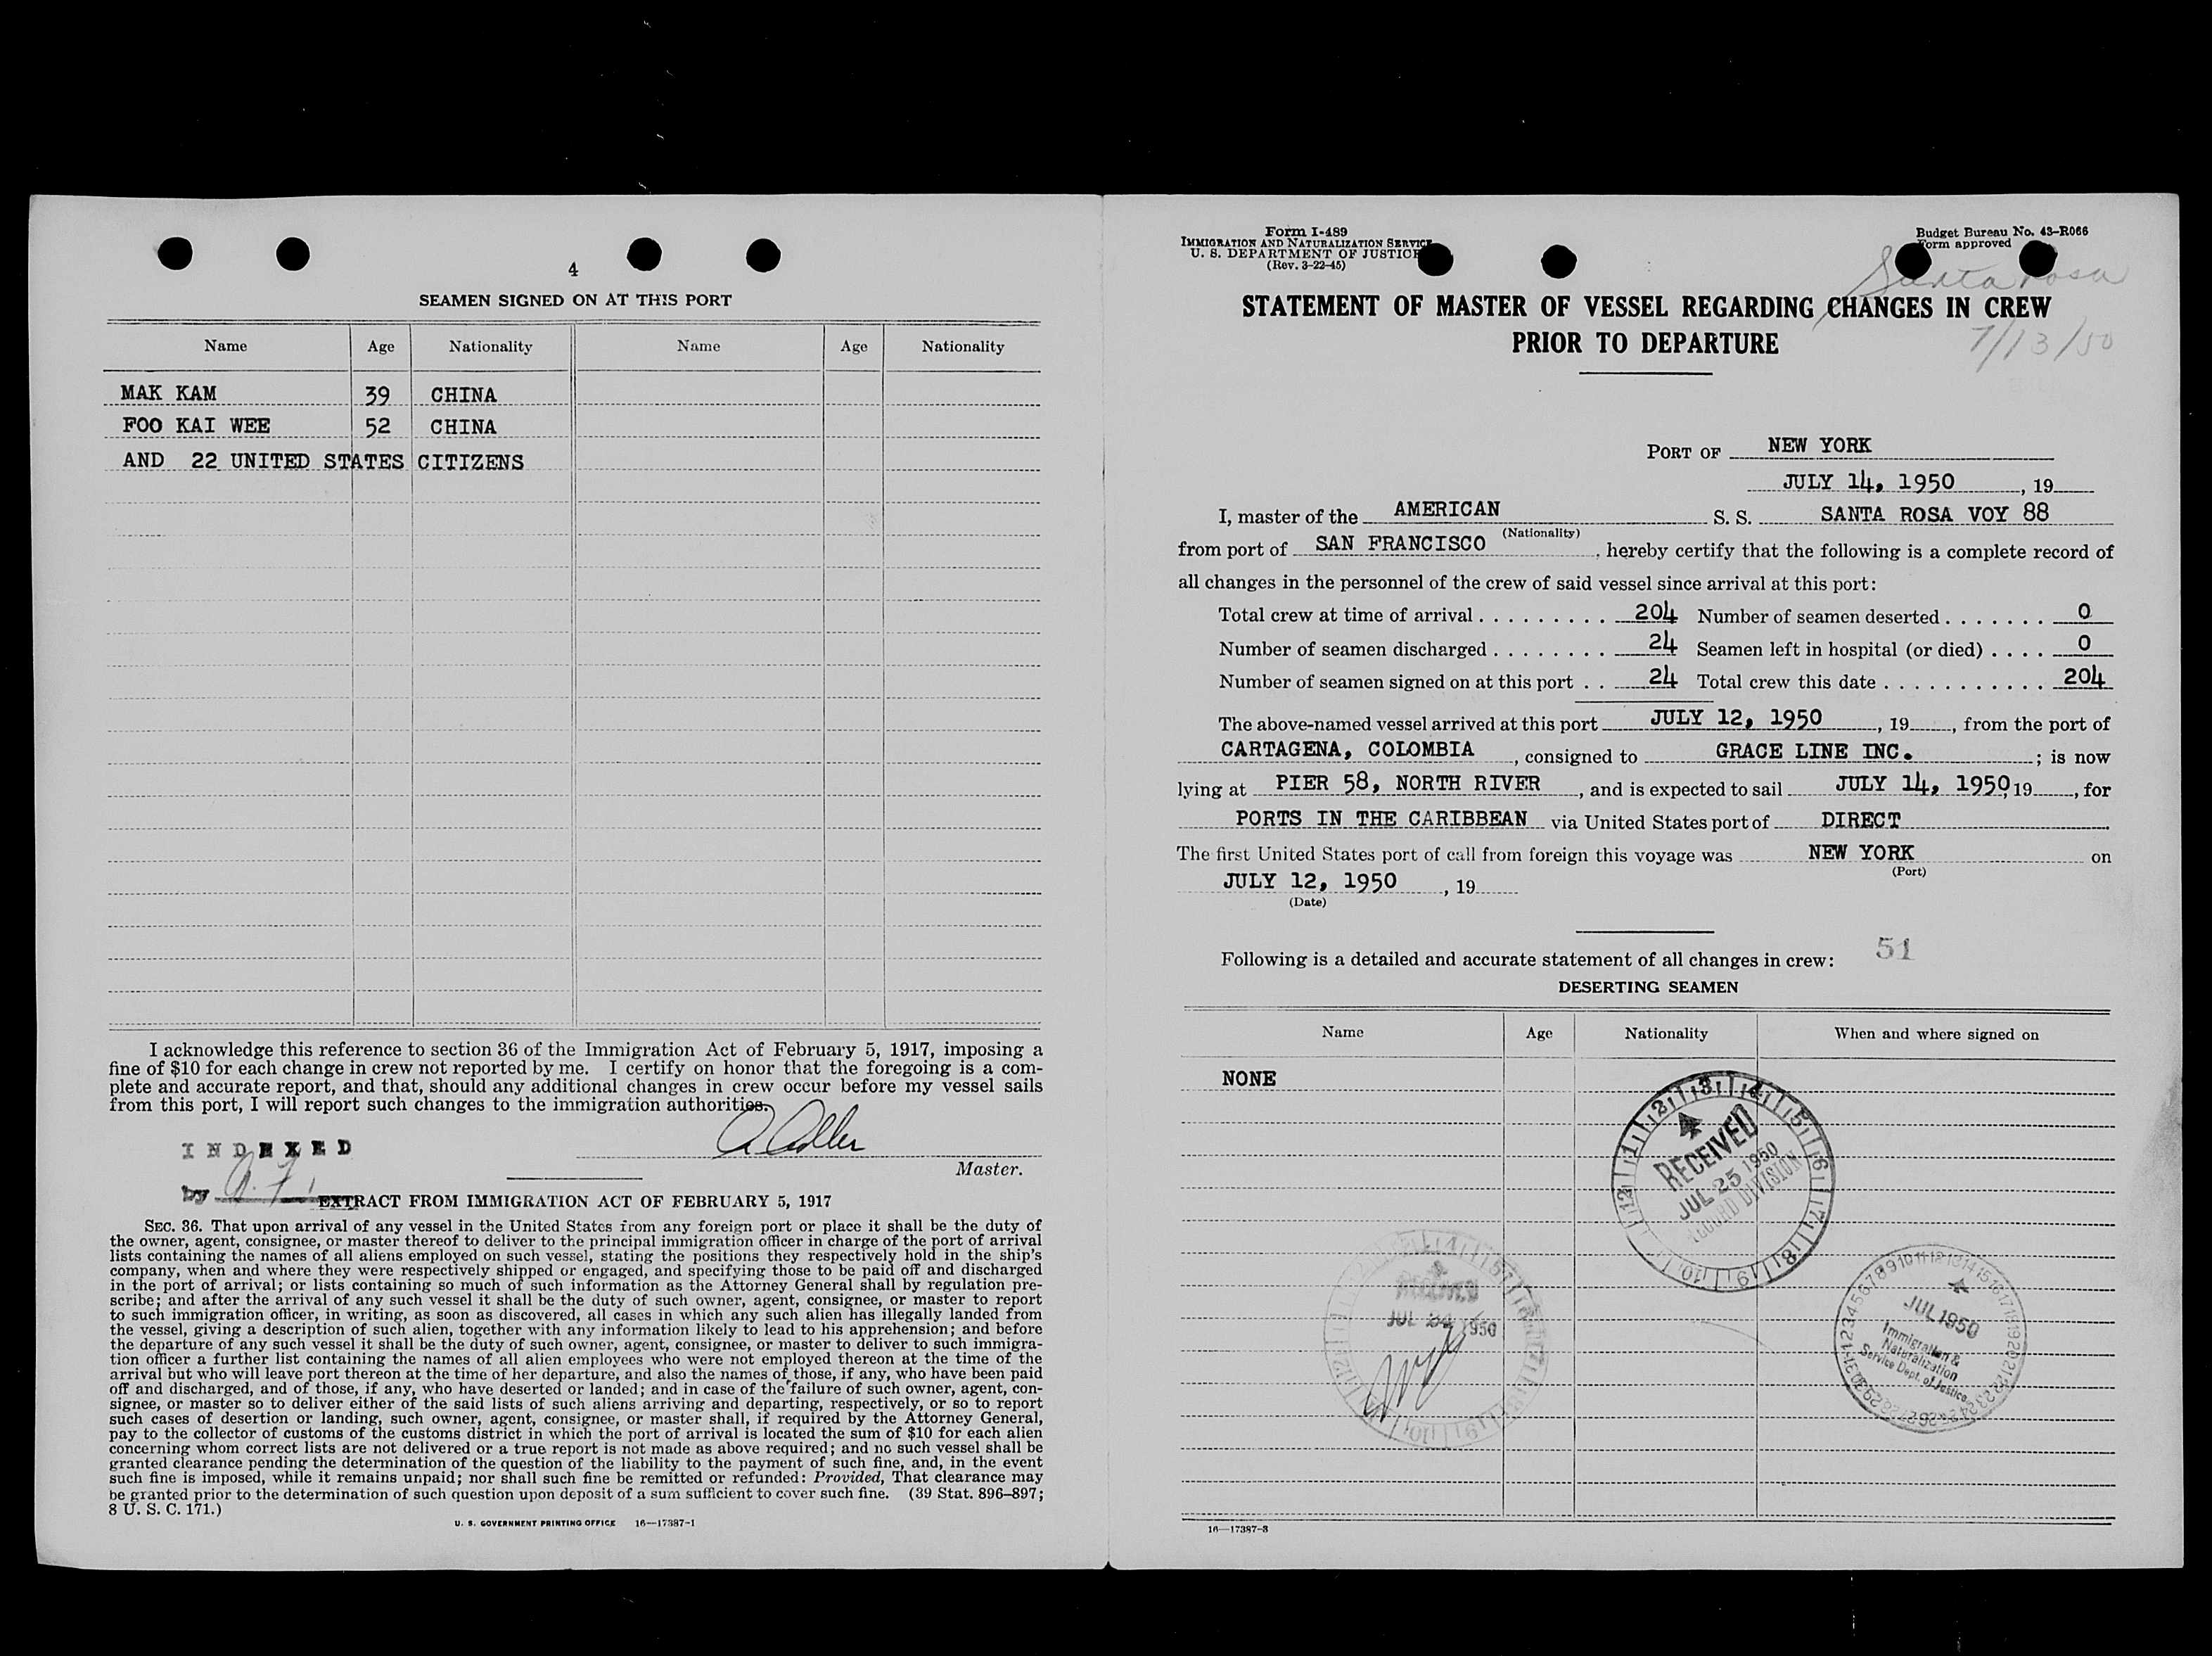 4
SEAMEN SIGNED ON AT THIS PORT
Name Age Nationality Name Age Nationality
MAK KAM 39 CHINA
FOO KAI WEE 52 CHINA
AND 22 UNITED STATES CITIZENS
I acknowledge this reference to section 36 of the Immigration Act of February 5, 1917, imposing a
fine of $10 for each change in crew not reported by me. I certify on honor that the foregoing is a com-
plete and accurate report, and that, should any additional changes in crew occur before my vessel sails
from this port, I will report such changes to the immigration authorities.
INDEXED
Adler
Master.
by
EXTRACT FROM IMMIGRATION ACT OF FEBRUARY 5, 1917
SEC. 36. That upon arrival of any vessel in the United States from any foreign port or place it shall be the duty of
the owner, agent, consignee, or master thereof to deliver to the principal immigration officer in charge of the port of arrival
lists containing the names of all aliens employed on such vessel, stating the positions they respectively hold in the ship's
company, when and where they were respectively shipped or engaged, and specifying those to be paid off and discharged
in the port of arrival; or lists containing so much of such information as the Attorney General shall by regulation pre-
scribe; and after the arrival of any such vessel it shall be the duty of such owner, agent, consignee, or master to report
to such immigration officer, in writing, as soon as discovered, all cases in which any such alien has illegally landed from
the vessel, giving a description of such alien, together with any information likely to lead to his apprehension; and before
the departure of any such vessel it shall be the duty of such owner, agent, consignee, or master to deliver to such immigra-
tion officer a further list containing the names of all alien employees who were not employed thereon at the time of the
arrival but who will leave port thereon at the time of her departure, and also the names of those, if any, who have been paid
off and discharged, and of those, if any, who have deserted or landed; and in case of the failure of such owner, agent, con-
signee, or master so to deliver either of the said lists of such aliens arriving and departing, respectively, or so to report
such cases of desertion or landing, such owner, agent, consignee, or master shall, if required by the Attorney General,
pay to the collector of customs of the customs district in which the port of arrival is located the sum of $10 for each alien
concerning whom correct lists are not delivered or a true report is not made as above required; and no such vessel shall be
granted clearance pending the determination of the question of the liability to the payment of such fine, and, in the event
such fine is imposed, while it remains unpaid; nor shall such fine be remitted or refunded: Provided, That clearance may
be granted prior to the determination of such question upon deposit of a sum sufficient to cover such fine. (39 Stat. 896–897;
8 U. S. C. 171.)
U. S. GOVERNMENT PRINTING OFFICE 16—17387-1
Form I-489
IMMIGRATION AND NATURALIZATION SERVICE
U. S. DEPARTMENT OF JUSTICE
(Rev. 3-22-45)
Budget Bureau No. 43-R066
Form approved
Santa Rosa
7/13/50
STATEMENT OF MASTER OF VESSEL REGARDING CHANGES IN CREW
PRIOR TO DEPARTURE
PORT OF NEW YORK
JULY 14, 1950, 19
I, master of the AMERICAN S. S. SANTA ROSA VOY 88
(Nationality)
from port of SAN FRANCISCO, hereby certify that the following is a complete record of
all changes in the personnel of the crew of said vessel since arrival at this port:
Total crew at time of arrival . . . . . . . . . 204 Number of seamen deserted . . . . . . . 0
Number of seamen discharged . . . . . . . . 24 Seamen left in hospital (or died) . . . . 0
Number of seamen signed on at this port . . 24 Total crew this date . . . . . . . . . . . 204
The above-named vessel arrived at this port JULY 12, 1950, 19, from the port of
CARTAGENA, COLOMBIA, consigned to GRACE LINE INC.; is now
lying at PIER 58, NORTH RIVER, and is expected to sail JULY 14, 1950, 19, for
PORTS IN THE CARIBBEAN via United States port of DIRECT
The first United States port of call from foreign this voyage was NEW YORK on
(Port)
JULY 12, 1950, 19
(Date)
51
Following is a detailed and accurate statement of all changes in crew:
DESERTING SEAMEN
Name Age Nationality When and where signed on
NONE
RECEIVED
JUL 25 1950
RECORD DIVISION
JUL 24 1950
JUL 1950
Immigration &
Naturalization
Service Dept. of Justice
16—17387-3